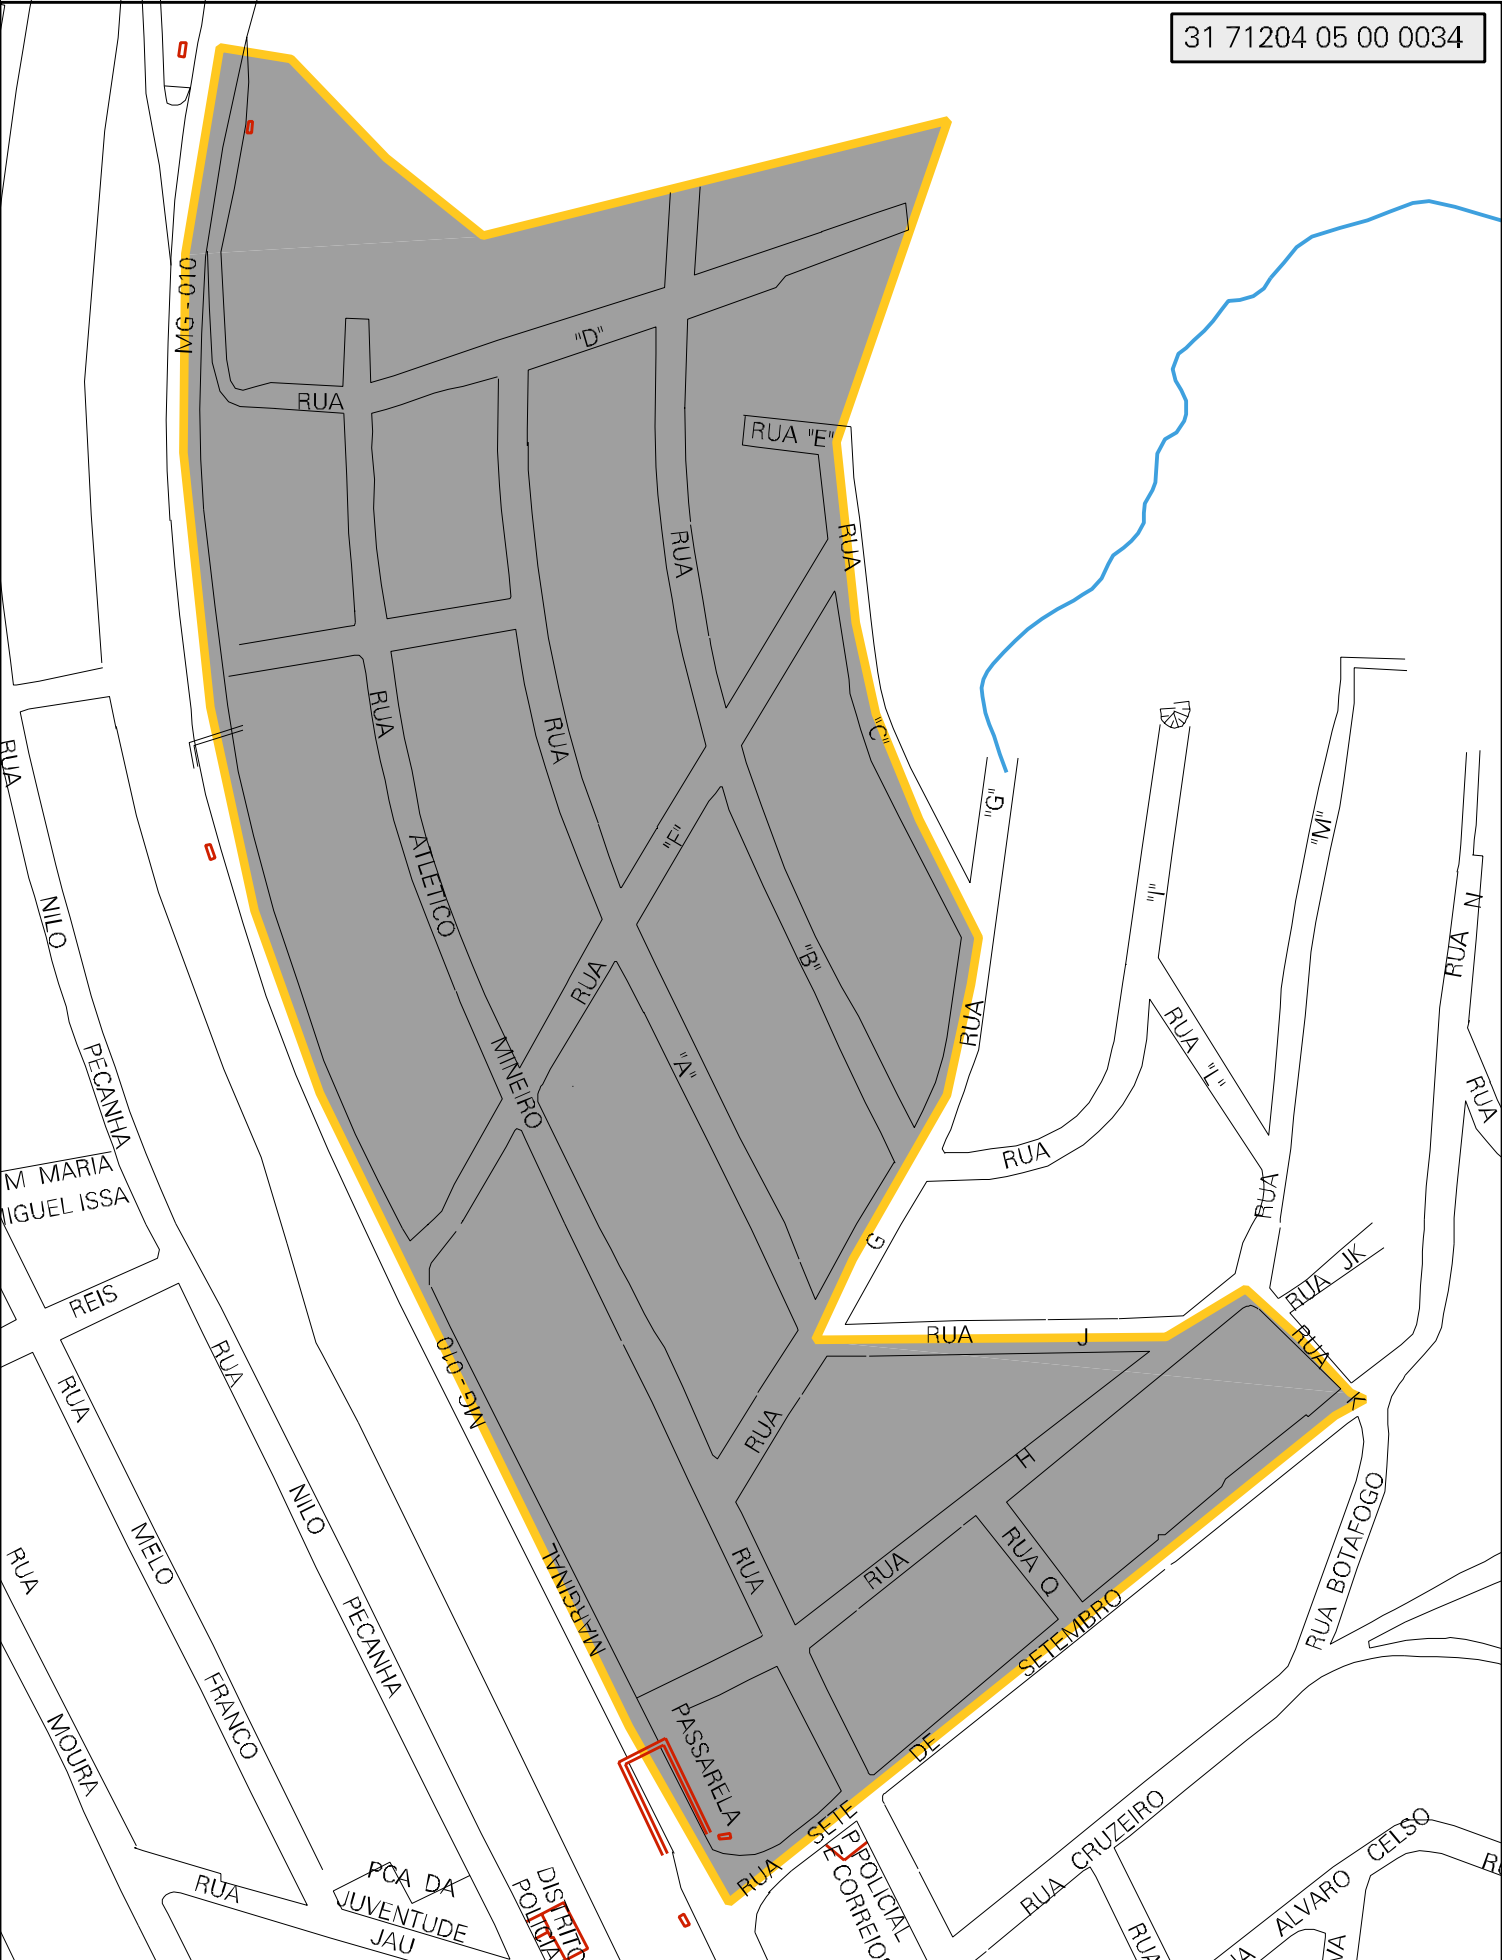 31 71204 05 00 0034
MG - 010
RUA
"D"
RUA "E"
RUA
RUA
"C"
RUA
RUA
"F"
RUA
ATLETICO
MINEIRO
"A"
"B"
"G"
RUA
"I"
RUA "L"
"M"
RUA
RUA N
RUA
RUA
G
RUA J
RUA JK
RUA
K
RUA
NILO
PECANHA
M MARIA
IGUEL ISSA
REIS
RUA
MELO
FRANCO
RUA
NILO
PECANHA
RUA
MOURA
MG - 010
MARGINAL
PASSARELA
RUA
RUA
RUA
H
RUA Q
RUA
SETE
DE
SETEMBRO
RUA BOTAFOGO
RUA CRUZEIRO
ALVARO CELSO
RUA
RUA
PCA DA
JUVENTUDE
JAU
DISTRITO
POLICIA
P POLICIAL
E CORREIOS